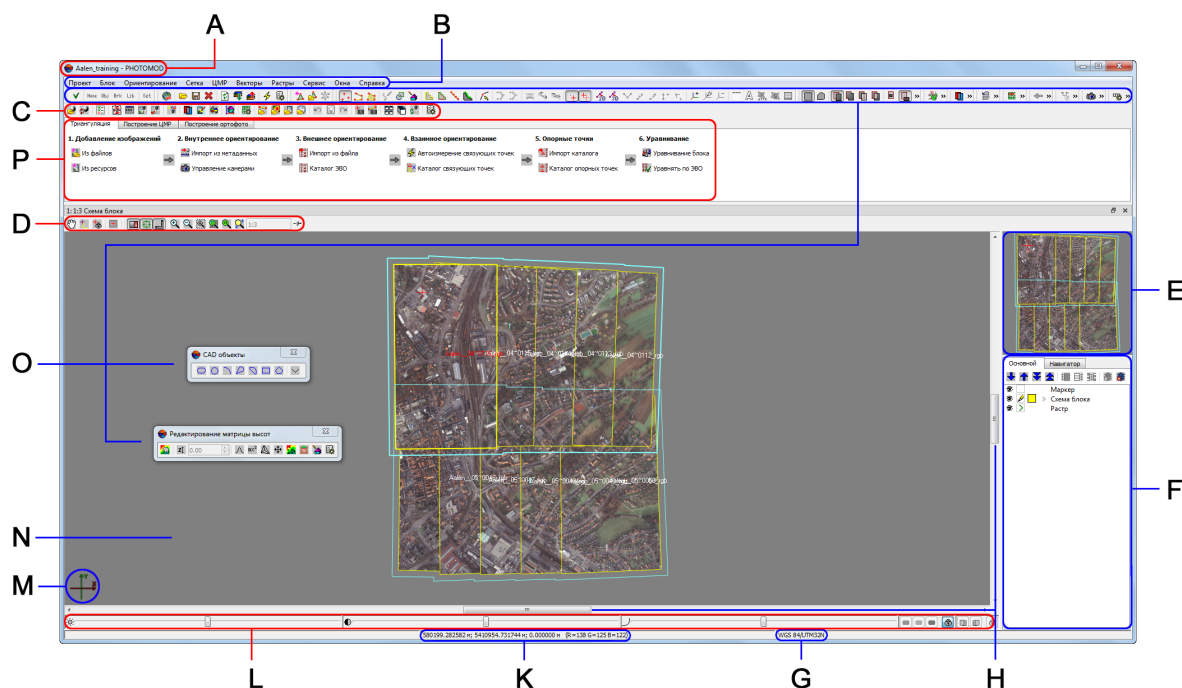 A
B
Aalen_training - PHOTOMOD
Проект Блок Ориентирование Сетка ЦМР Векторы Растры Сервис Окна Справка
C
Триангуляция Построение ЦМР Построение ортофото
P
1. Добавление изображений 2. Внутреннее ориентирование 3. Внешнее ориентирование 4. Взаимное ориентирование 5. Опорные точки 6. Уравнивание
Из файлов Импорт из метаданных Импорт из файла Автоизмерение связующих точек Импорт каталога Уравнивание блока
Из ресурсов Управление камерами Каталог ЭВО Каталог связующих точек Каталог опорных точек Уравнять по ЭВО
1:1:3 Схема блока
D
1:3
E
O
CAD объекты
Основной Навигатор
Маркер
Схема блока
Растр
Редактирование матрицы высот
0.00
F
N
M
Y
X
580199.282582 м; 5410954.731744 м; 0.000000 м (R=138 G=125 B=122)
WGS 84/UTM32N
L
K
G
H